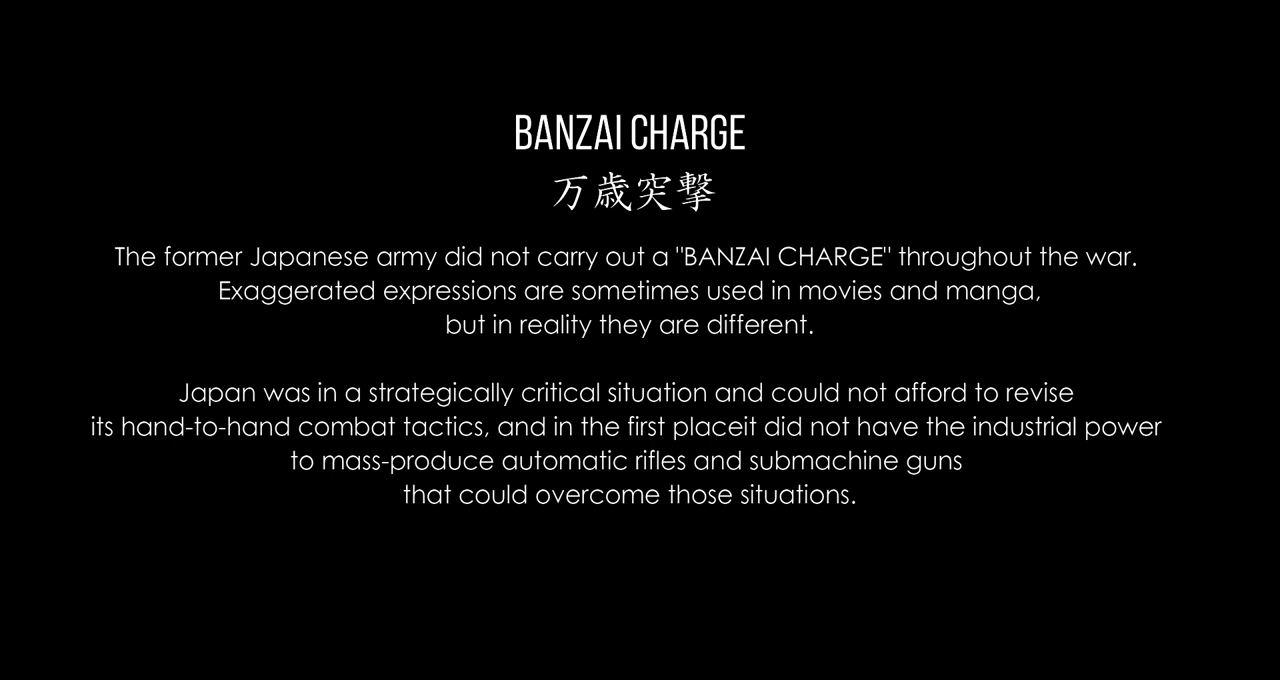 BANZAI CHARGE
万歳突撃
The former Japanese army did not carry out a "BANZAI CHARGE" throughout the war.
Exaggerated expressions are sometimes used in movies and manga,
but in reality they are different.
Japan was in a strategically critical situation and could not afford to revise
its hand-to-hand combat tactics, and in the first placeit did not have the industrial power
to mass-produce automatic rifles and submachine guns
that could overcome those situations.